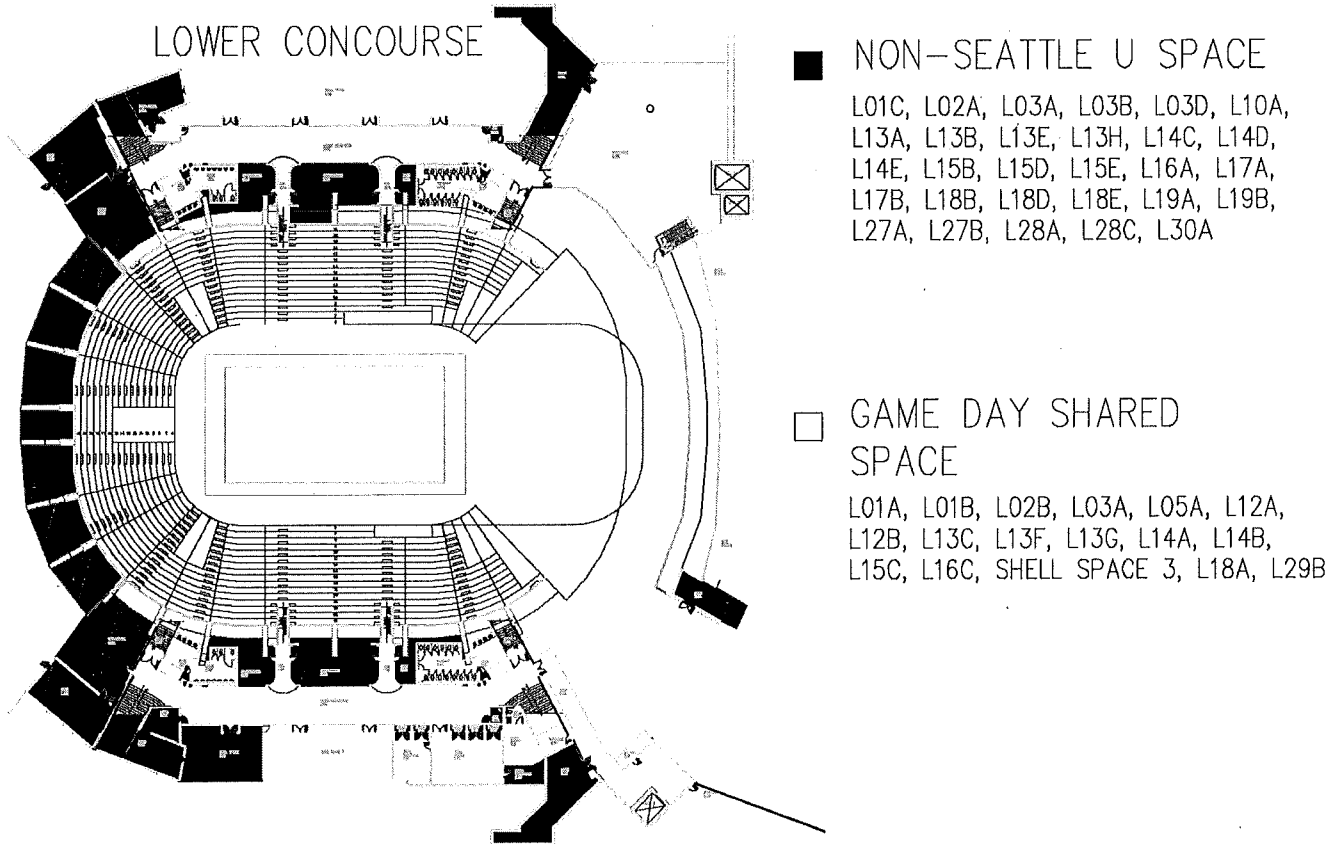 LOWER CONCOURSE
NON-SEATTLE U SPACE
L01C, L02A, L03A, L03B, L03D, L10A,
L13A, L13B, L13E, L13H, L14C, L14D,
L14E, L15B, L15D, L15E, L16A, L17A,
L17B, L18B, L18D, L18E, L19A, L19B,
L27A, L27B, L28A, L28C, L30A
GAME DAY SHARED
SPACE
L01A, L01B, L02B, L03A, L05A, L12A,
L12B, L13C, L13F, L13G, L14A, L14B,
L15C, L16C, SHELL SPACE 3, L18A, L29B